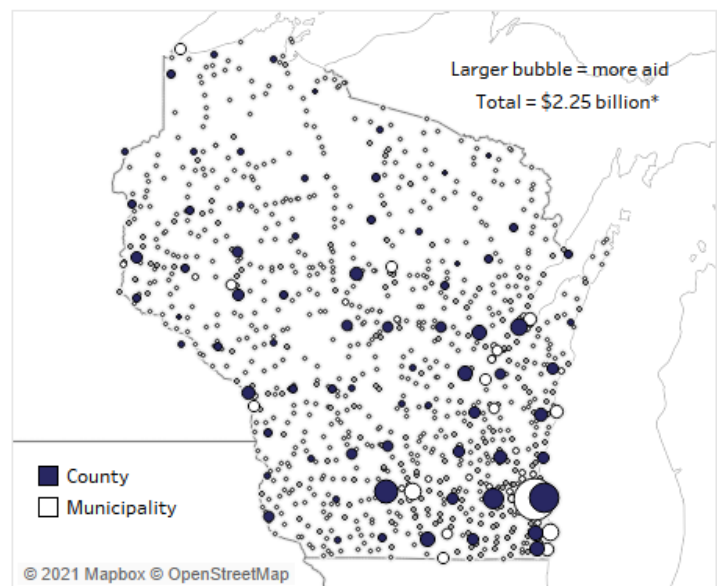 Larger bubble = more aid
Total = $2.25 billion*
County
Municipality
© 2021 Mapbox © OpenStreetMap